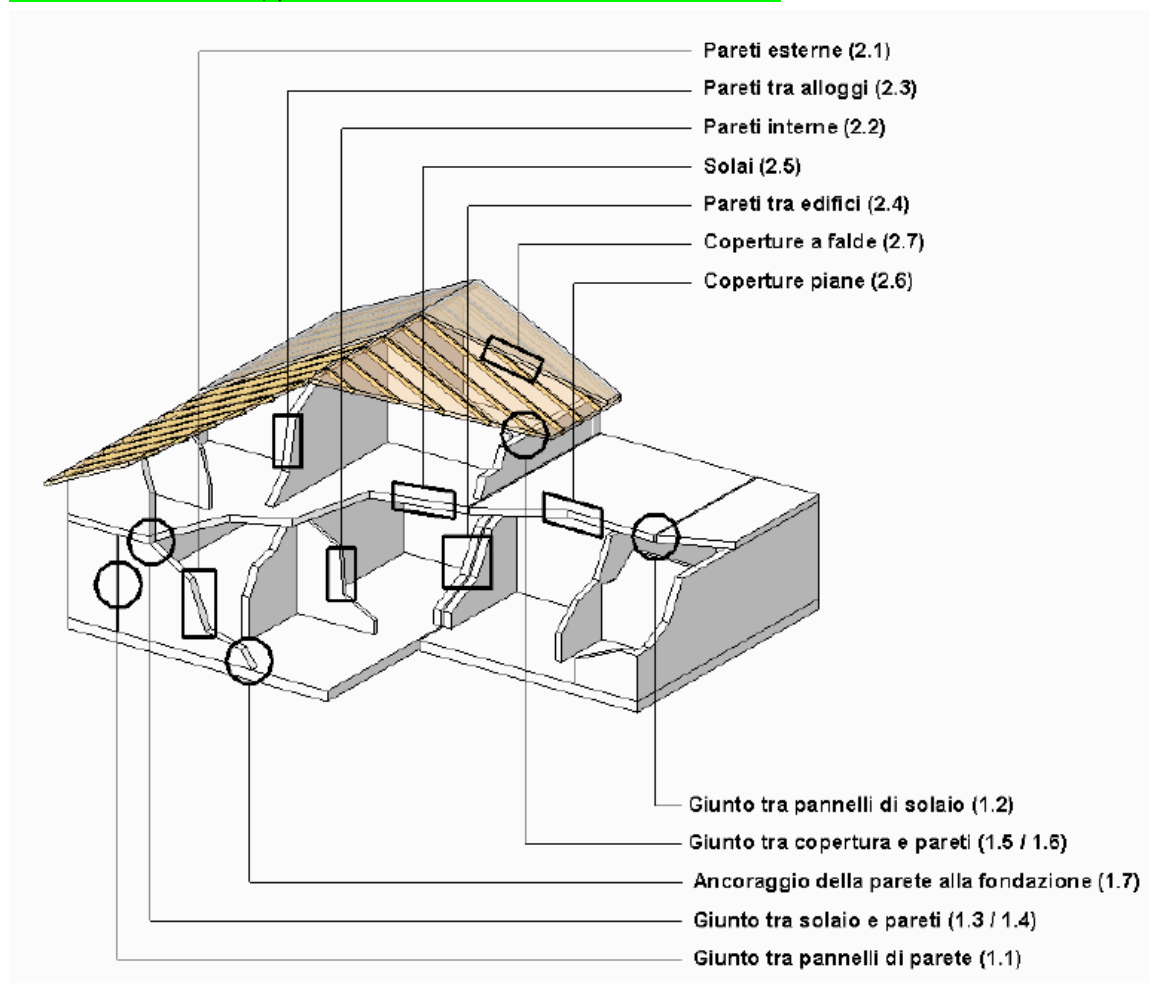 Pareti esterne (2.1)
Pareti tra alloggi (2.3)
Pareti interne (2.2)
Solai (2.5)
Pareti tra edifici (2.4)
Coperture a falde (2.7)
Coperture piane (2.6)
Giunto tra pannelli di solaio (1.2)
Giunto tra copertura e pareti (1.5 / 1.6)
Ancoraggio della parete alla fondazione (1.7)
Giunto tra solaio e pareti (1.3 / 1.4)
Giunto tra pannelli di parete (1.1)